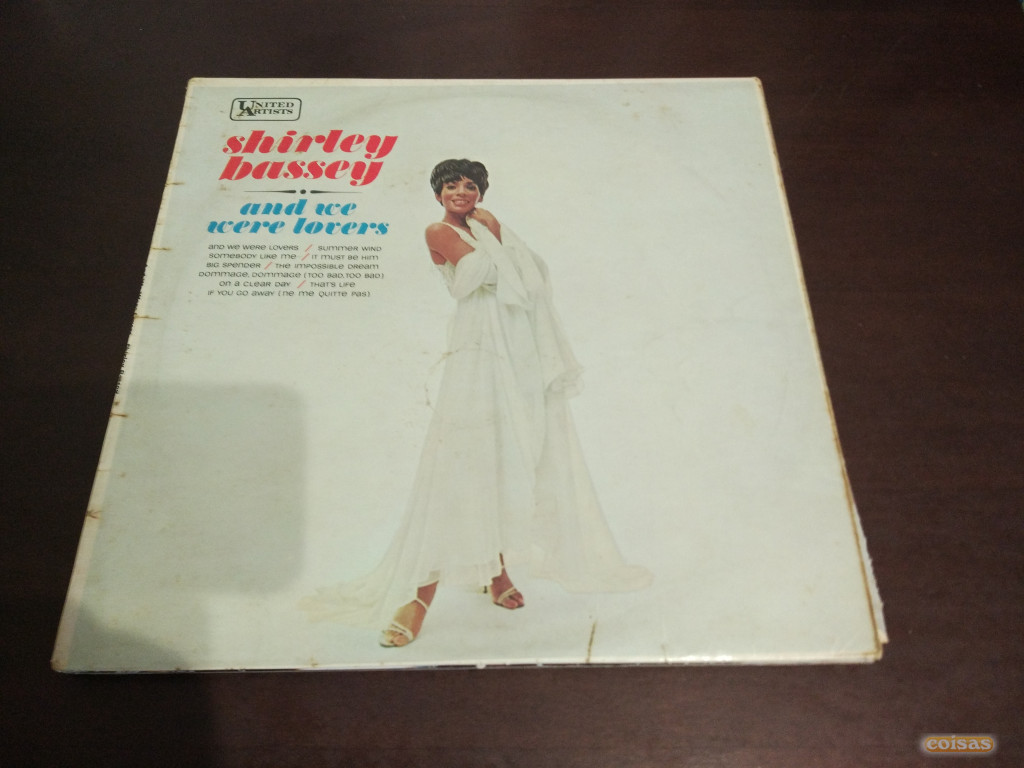 UNITED
ARTISTS
shirley
bassey
and we
were lovers
AND WE WERE LOVERS / SUMMER WIND
SOMEBODY LIKE ME / IT MUST BE HIM
BIG SPENDER / THE IMPOSSIBLE DREAM
DOMMAGE, DOMMAGE (TOO BAD, TOO BAD)
ON A CLEAR DAY / THAT'S LIFE
IF YOU GO AWAY (NE ME QUITTE PAS)
coisas